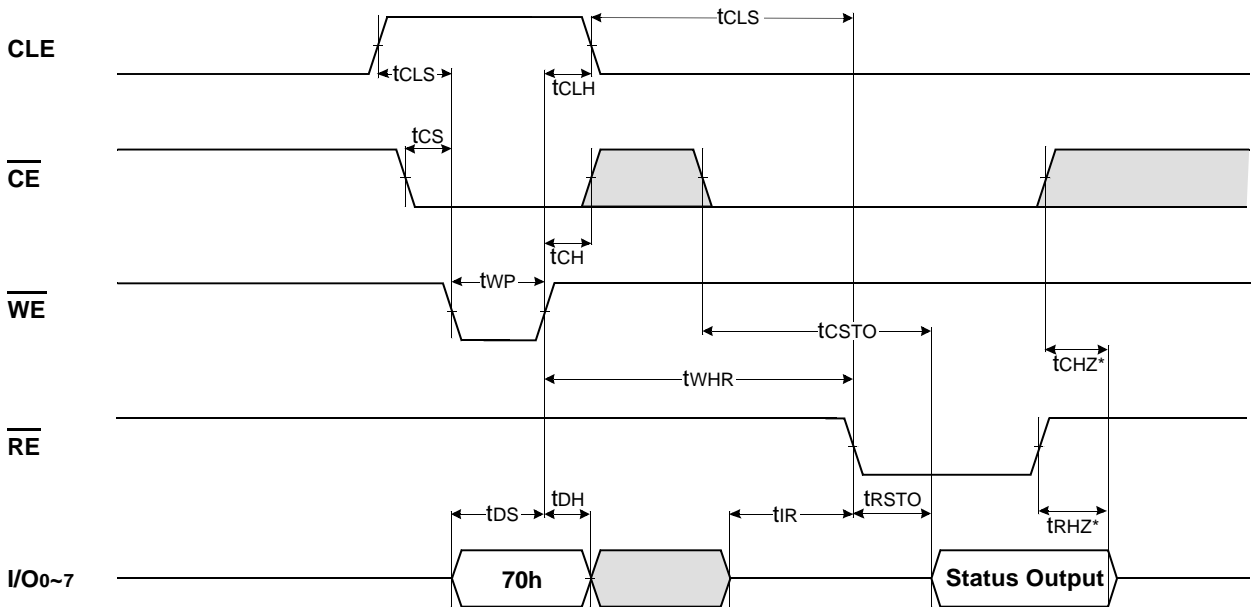 tCLS
CLE
tCLS
tCLH
tCS
CE
tCH
tWP
WE
tCSTO
tCHZ*
tWHR
RE
tDH
tDS
tIR
tRSTO
tRHZ*
I/O0~7
70h
Status Output